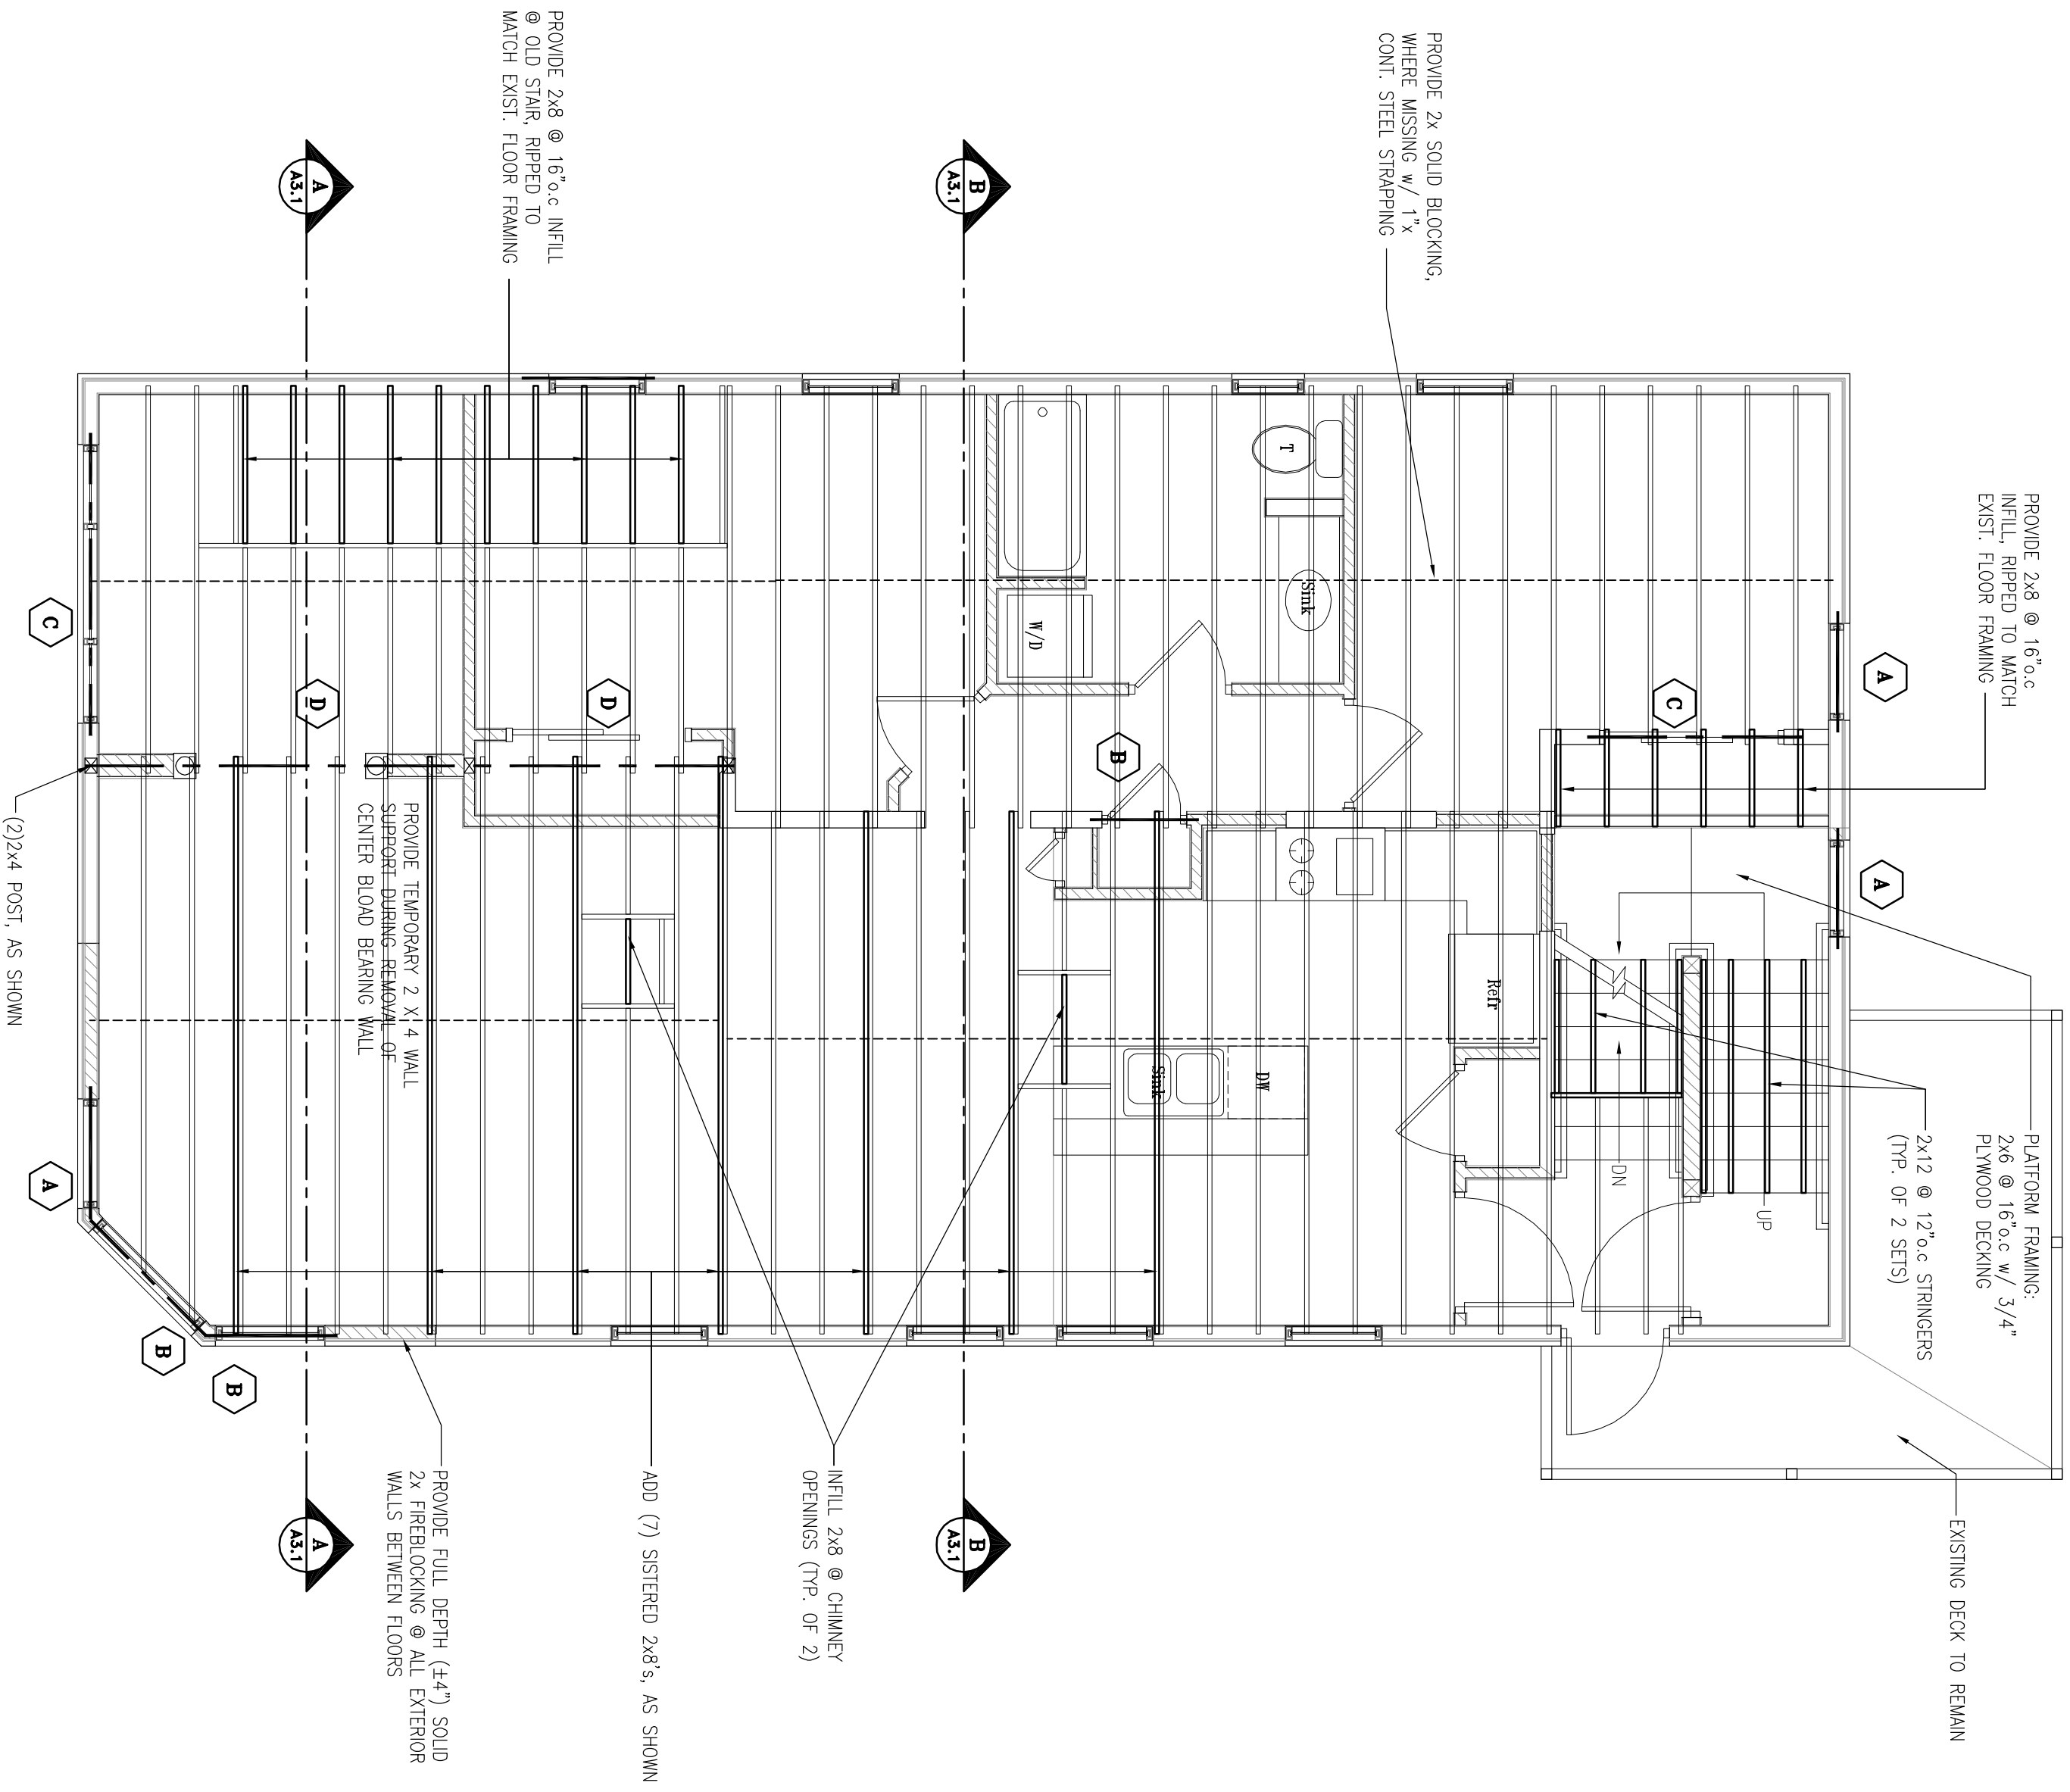 PROVIDE 2x8 @ 16"o.c
INFILL, RIPPED TO MATCH
EXIST. FLOOR FRAMING
PLATFORM FRAMING:
2x6 @ 16"o.c w/ 3/4"
PLYWOOD DECKING
EXISTING DECK TO REMAIN
2x12 @ 12"o.c STRINGERS
(TYP. OF 2 SETS)
A
A
C
UP
DN
PROVIDE 2x SOLID BLOCKING,
WHERE MISSING w/ 1"x
CONT. STEEL STRAPPING
Refr
T
Sink
DW
Sink
B
W/D
B
A3.1
B
A3.1
INFILL 2x8 @ CHIMNEY
OPENINGS (TYP. OF 2)
ADD (7) SISTERED 2x8's, AS SHOWN
D
PROVIDE 2x8 @ 16"o.c INFILL
@ OLD STAIR, RIPPED TO
MATCH EXIST. FLOOR FRAMING
PROVIDE FULL DEPTH (±4") SOLID
2x FIREBLOCKING @ ALL EXTERIOR
WALLS BETWEEN FLOORS
PROVIDE TEMPORARY 2 X 4 WALL
SUPPORT DURING REMOVAL OF
CENTER BLOAD BEARING WALL
D
A
A3.1
A
A3.1
B
B
C
A
(2)2x4 POST, AS SHOWN